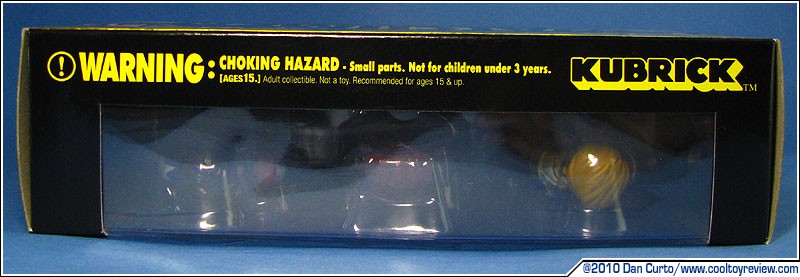 WARNING: CHOKING HAZARD - Small parts. Not for children under 3 years.
[AGES15.] Adult collectible. Not a toy. Recommended for ages 15 & up.
KUBRICK TM
@2010 Dan Curto/www.cooltoyreview.com